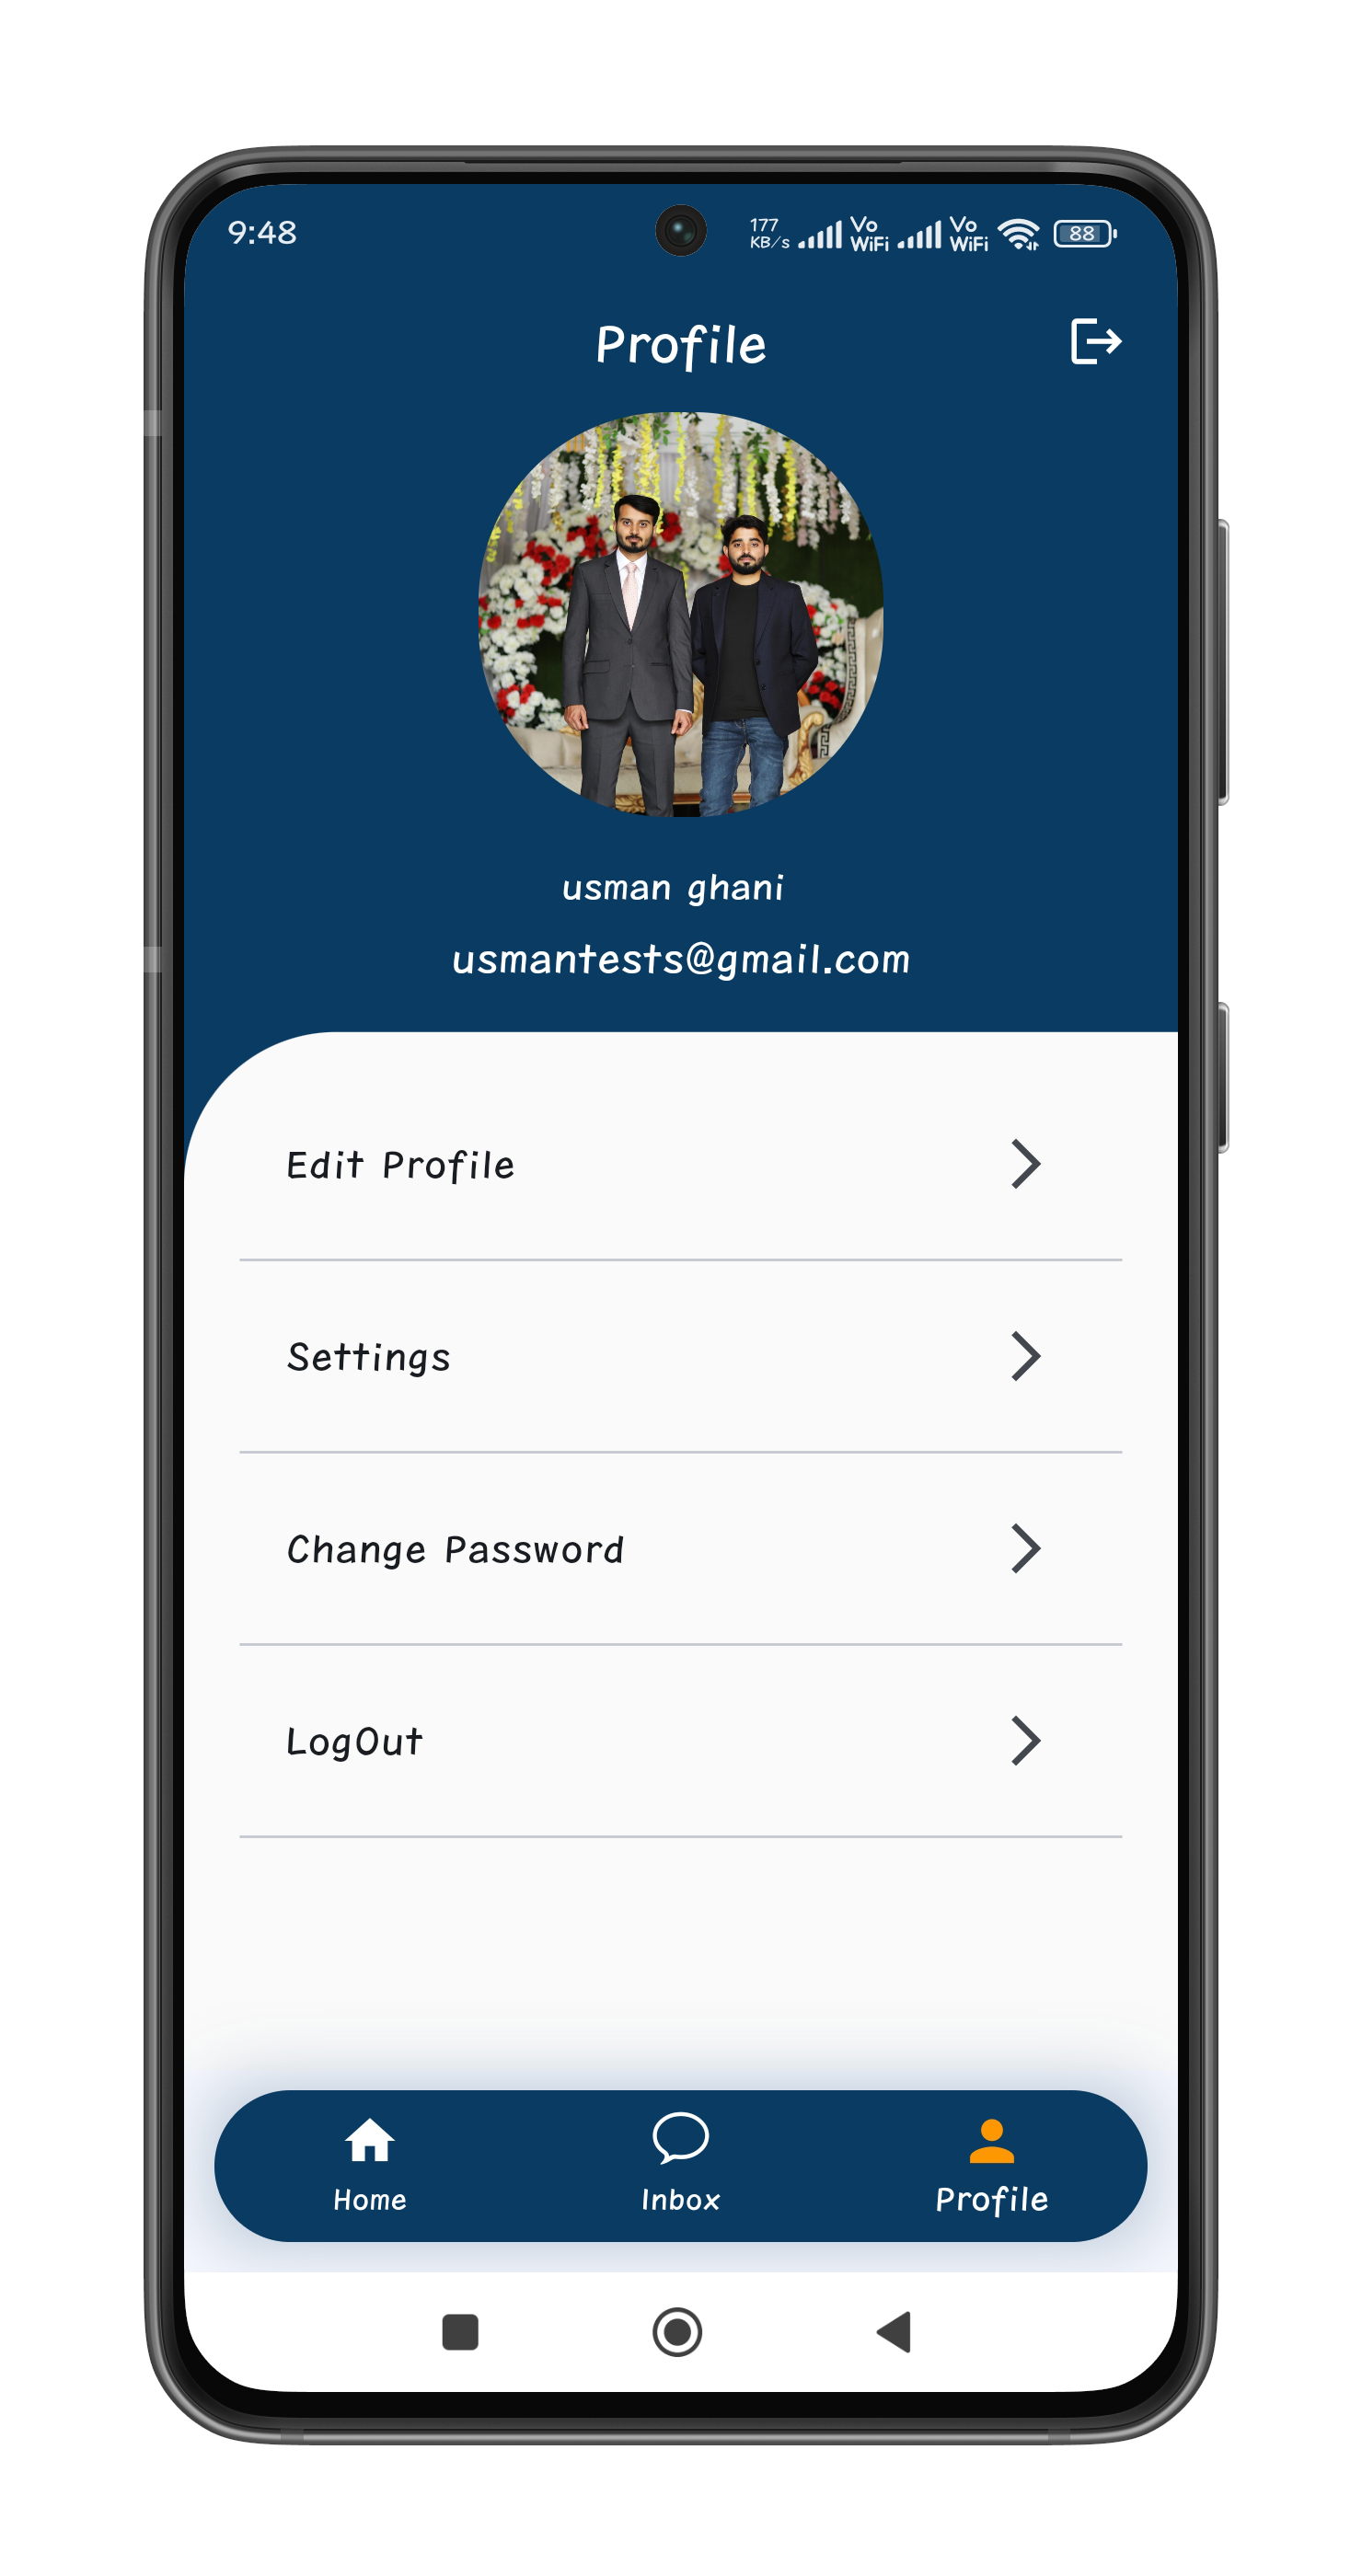 9:48 177 KB/s Vo WiFi Vo WiFi 88
Profile
usman ghani
usmantests@gmail.com
Edit Profile
Settings
Change Password
LogOut
Home Inbox Profile